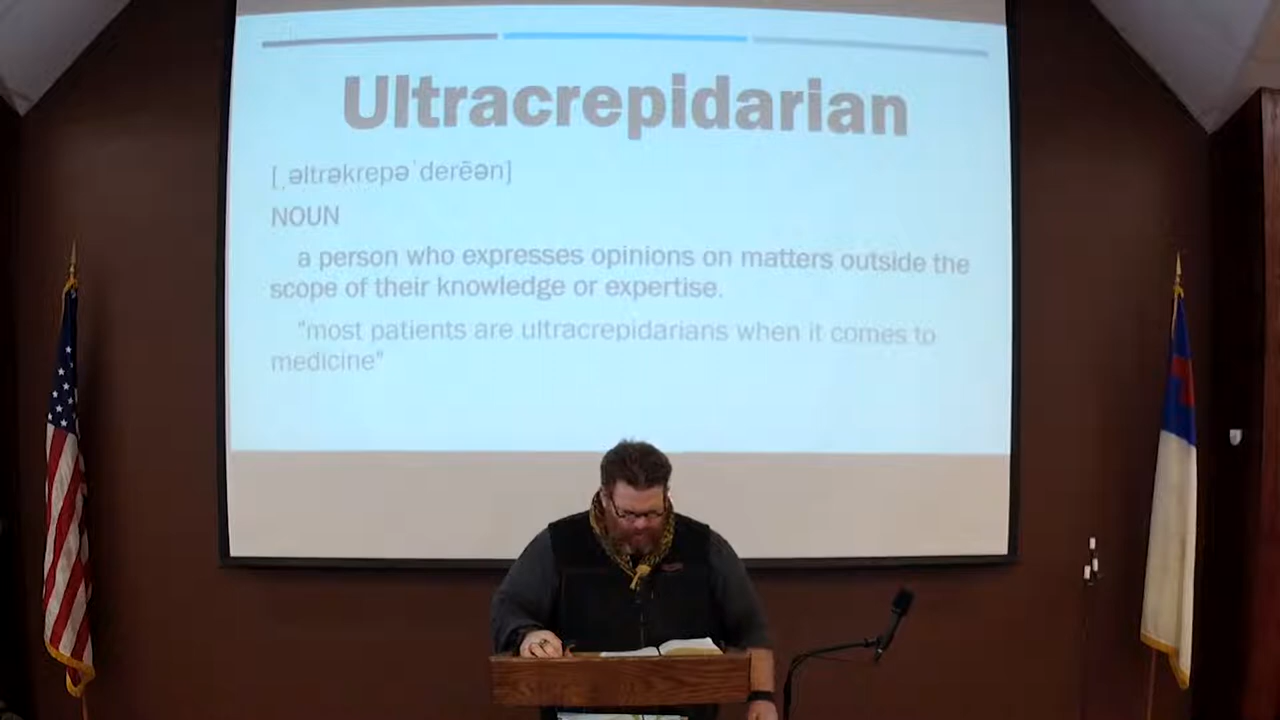 Ultracrepidarian
[ˌəltrəkrepəˈderēən]
NOUN
a person who expresses opinions on matters outside the
scope of their knowledge or expertise.
"most patients are ultracrepidarians when it comes to
medicine"